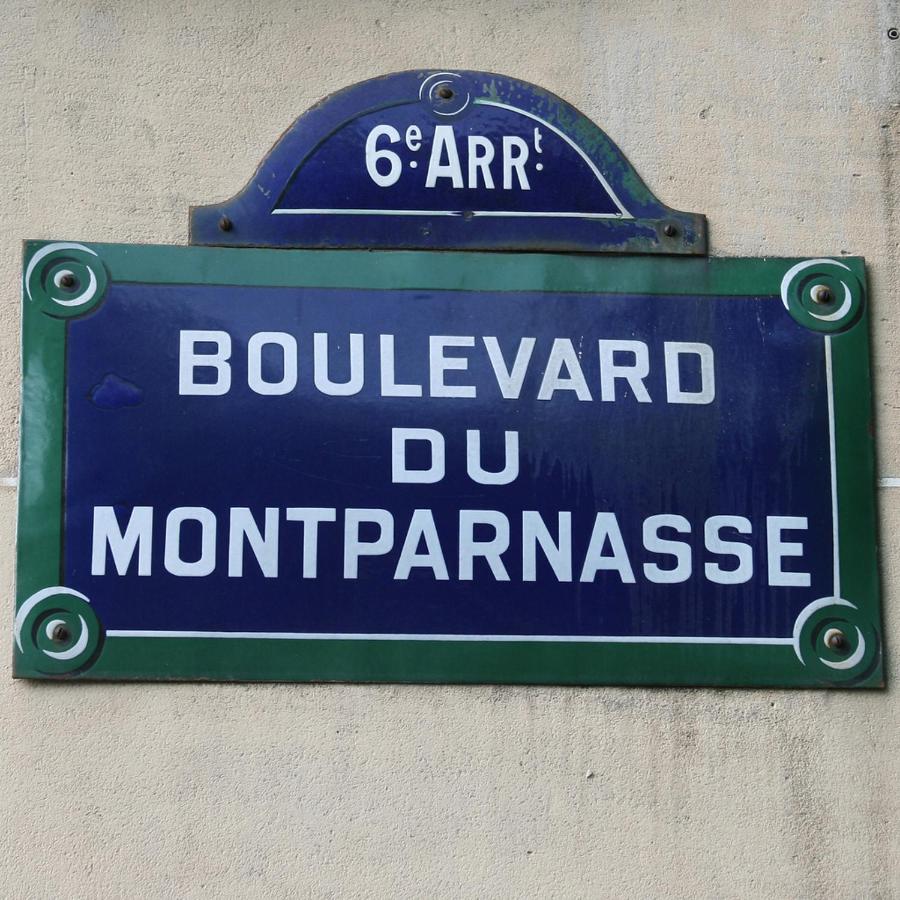 6e. ARRt.
BOULEVARD
DU
MONTPARNASSE